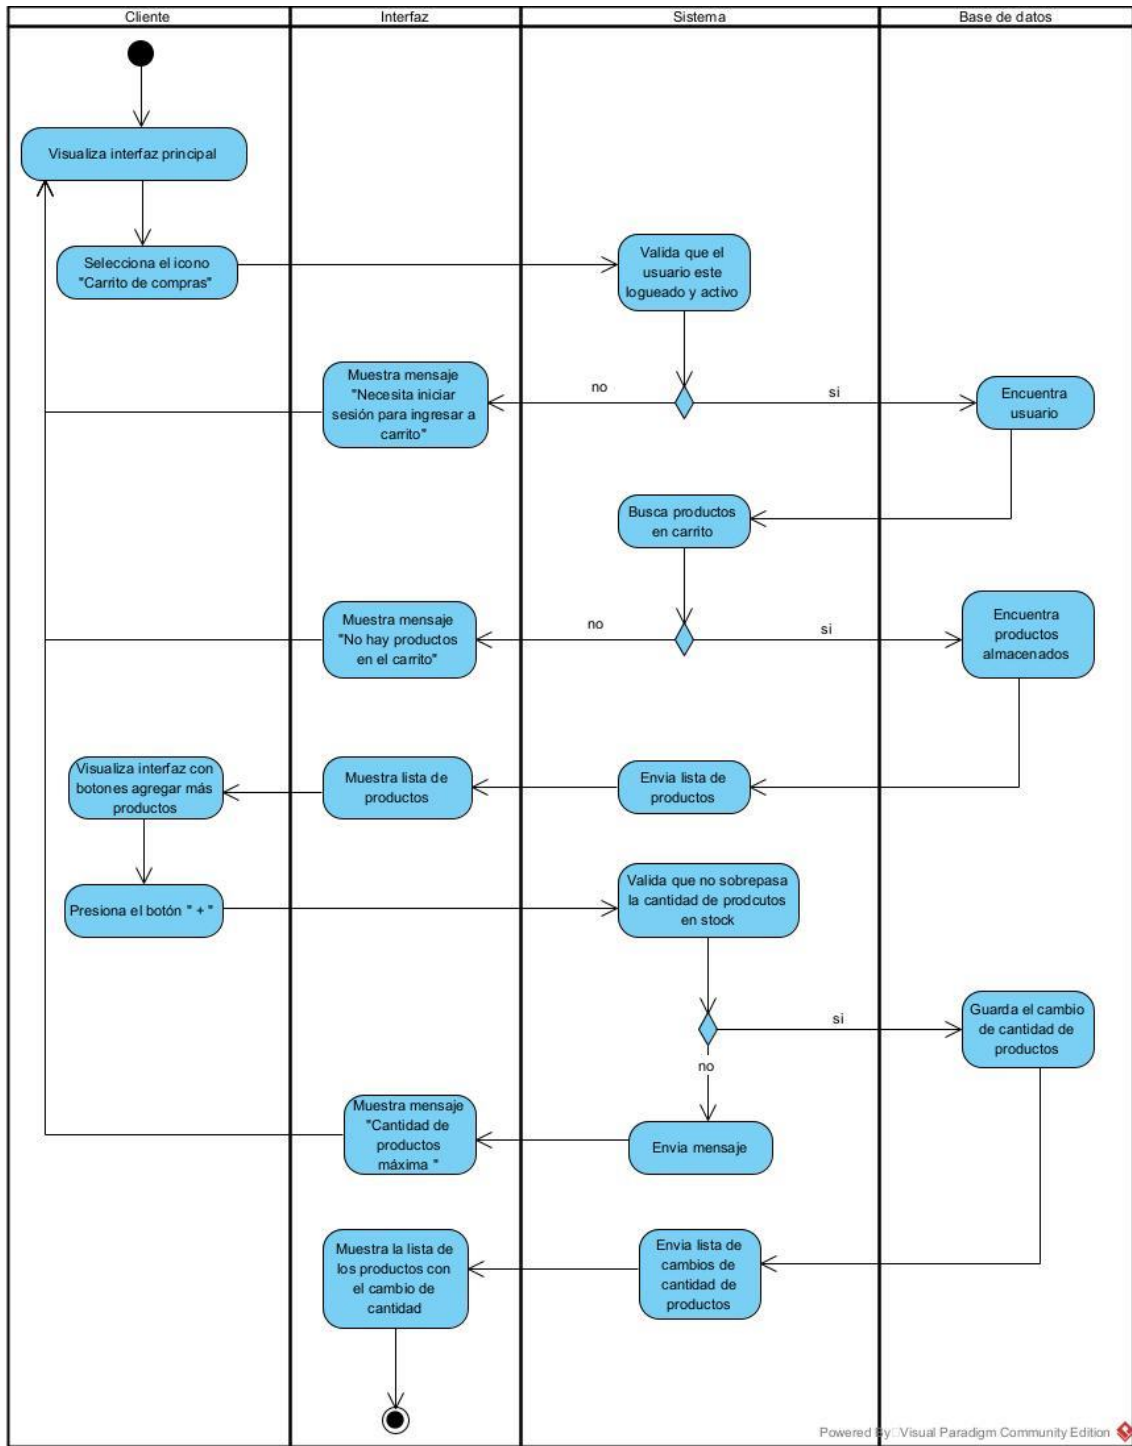 Cliente
Interfaz
Sistema
Base de datos
Visualiza interfaz principal
Selecciona el icono
"Carrito de compras"
Valida que el
usuario este
logueado y activo
Muestra mensaje
"Necesita iniciar
sesión para ingresar a
carrito"
no
si
Encuentra
usuario
Busca productos
en carrito
Muestra mensaje
"No hay productos
en el carrito"
no
si
Encuentra
productos
almacenados
Visualiza interfaz con
botones agregar más
productos
Muestra lista de
productos
Envia lista de
productos
Presiona el botón " + "
Valida que no sobrepasa
la cantidad de prodcutos
en stock
si
no
Guarda el cambio
de cantidad de
productos
Muestra mensaje
"Cantidad de
productos
máxima "
Envia mensaje
Muestra la lista de
los productos con
el cambio de
cantidad
Envia lista de
cambios de
cantidad de
productos
Powered By Visual Paradigm Community Edition